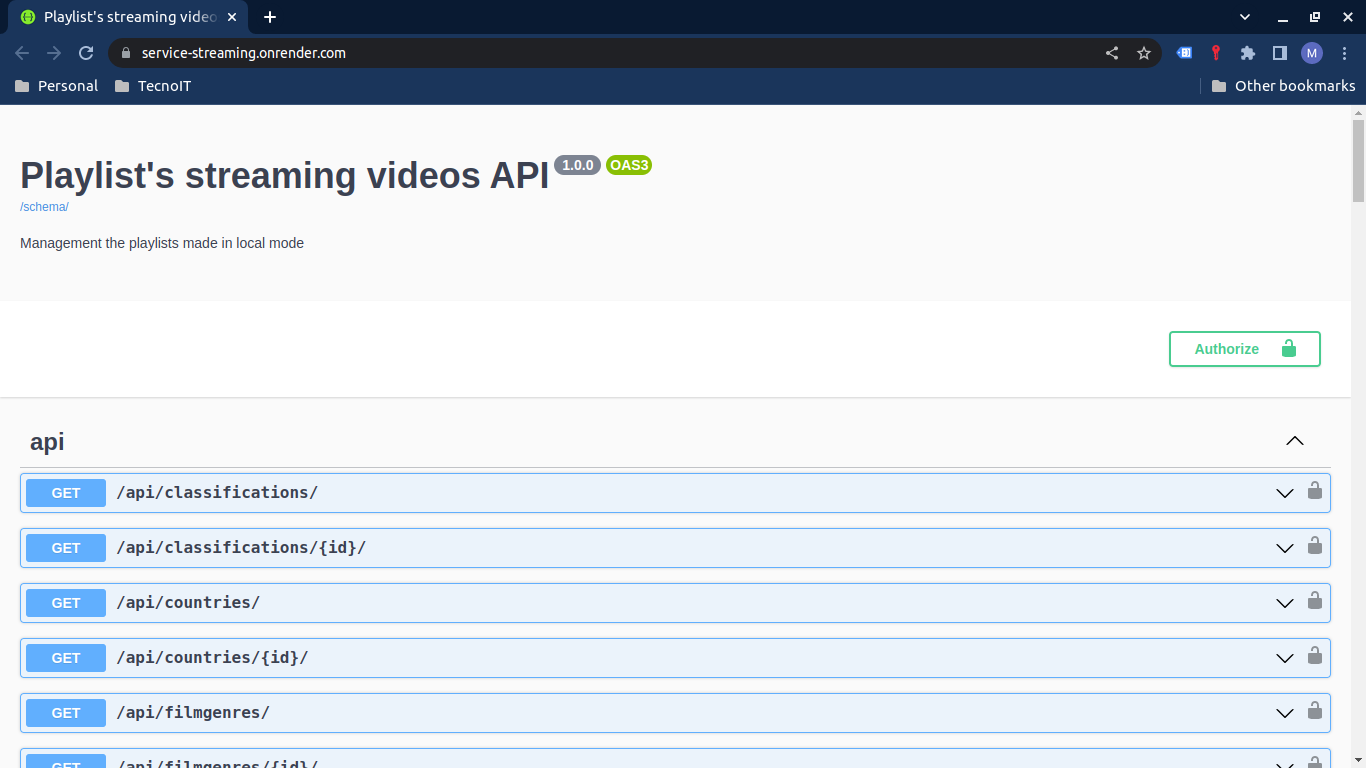 Playlist's streaming video
service-streaming.onrender.com
M
Personal
TecnoIT
Other bookmarks
Playlist's streaming videos API 1.0.0 OAS3
/schema/
Management the playlists made in local mode
Authorize
api
GET /api/classifications/
GET /api/classifications/{id}/
GET /api/countries/
GET /api/countries/{id}/
GET /api/filmgenres/
GET /api/filmgenres/{id}/